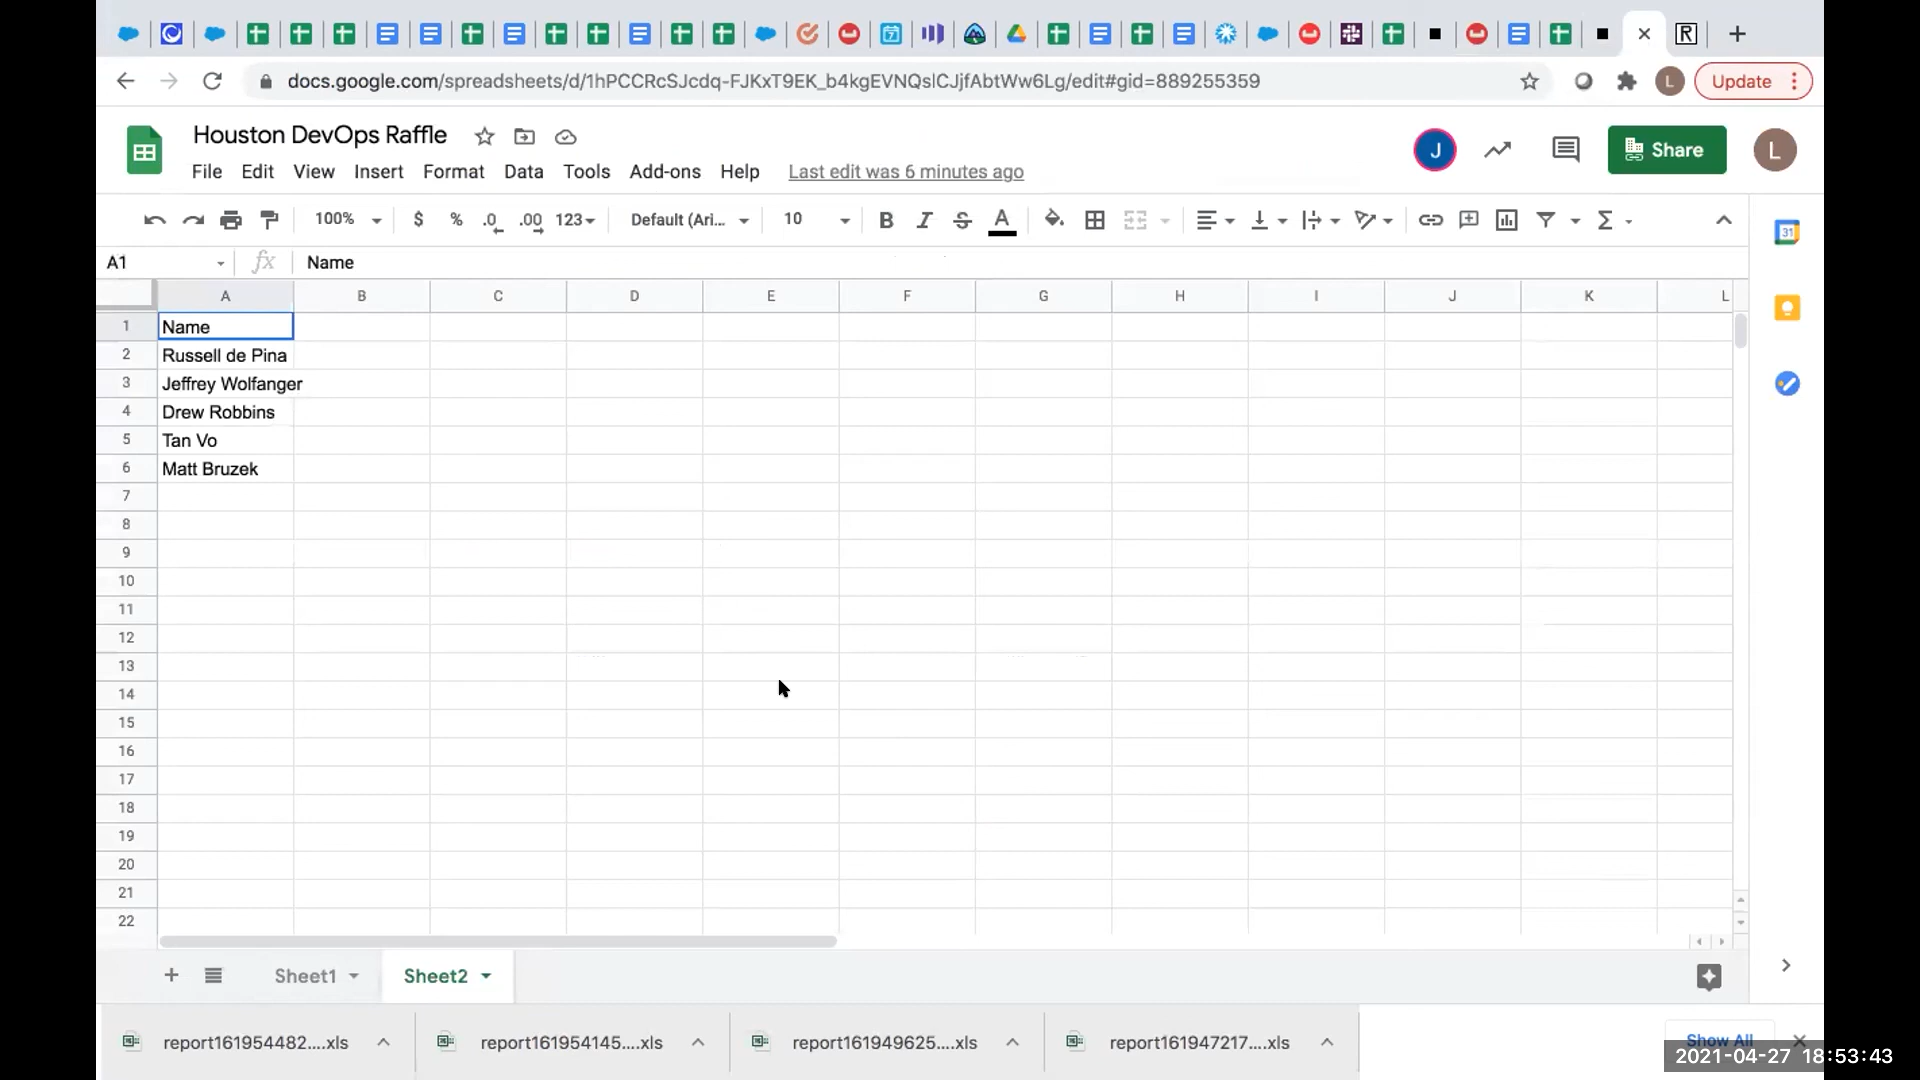 docs.google.com/spreadsheets/d/1hPCCRcSJcdq-FJKxT9EK_b4kgEVNQslCJjfAbtWw6Lg/edit#gid=889255359
L
Update
Houston DevOps Raffle
J
Share
L
File Edit View Insert Format Data Tools Add-ons Help Last edit was 6 minutes ago
100% $ % .0 .00 123 Default (Ari... 10 B I S A
31
A1 fx Name
A B C D E F G H I J K L
1 Name
2 Russell de Pina
3 Jeffrey Wolfanger
4 Drew Robbins
5 Tan Vo
6 Matt Bruzek
7
8
9
10
11
12
13
14
15
16
17
18
19
20
21
22
Sheet1 Sheet2
report161954482....xls report161954145....xls report161949625....xls report161947217....xls Show All
2021-04-27 18:53:43